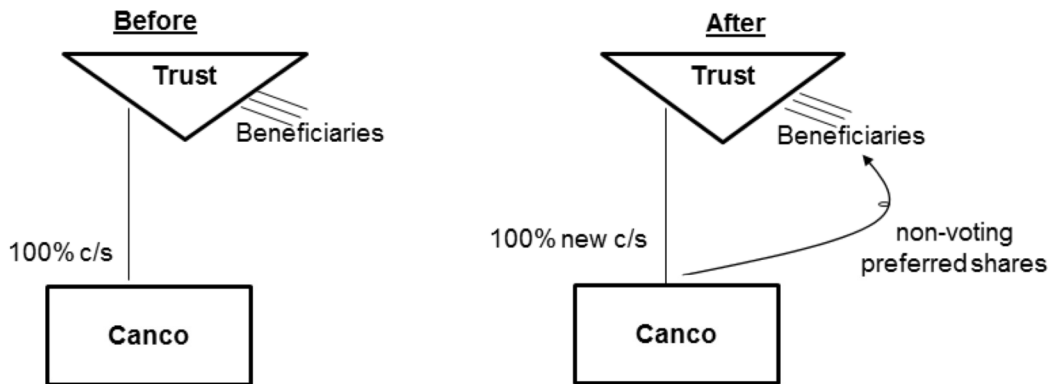 Before
Trust
Beneficiaries
100% c/s
Canco
After
Trust
Beneficiaries
100% new c/s
non-voting
preferred shares
Canco